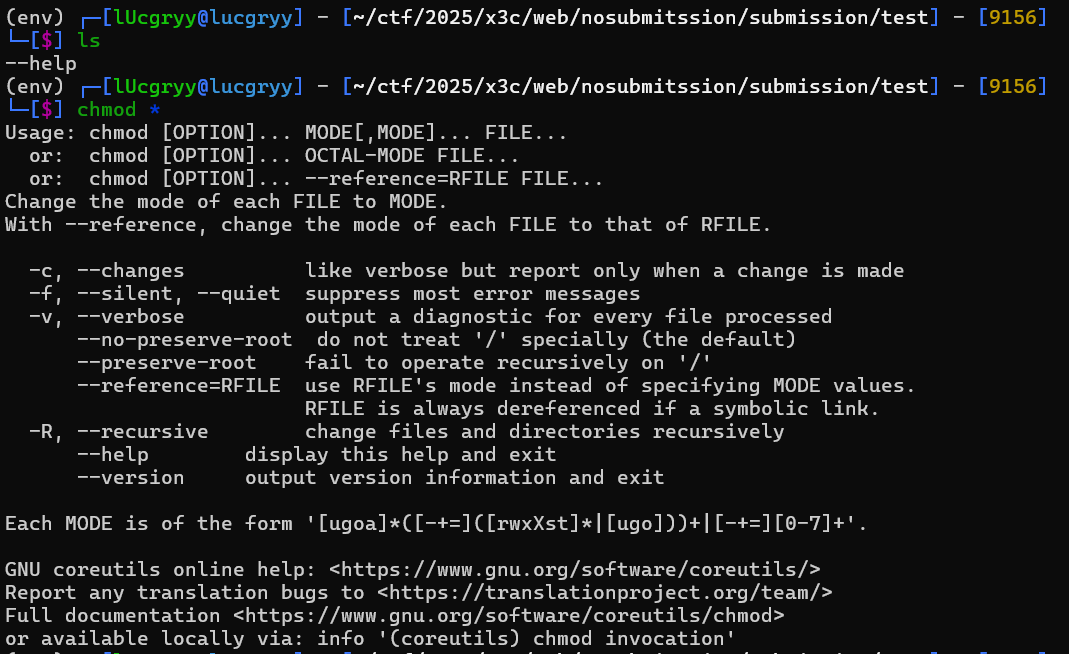 (env) ┌─[lUcgryy@lucgryy] - [~/ctf/2025/x3c/web/nosubmitssion/submission/test] - [9156]
└─[$] ls
--help
(env) ┌─[lUcgryy@lucgryy] - [~/ctf/2025/x3c/web/nosubmitssion/submission/test] - [9156]
└─[$] chmod *
Usage: chmod [OPTION]... MODE[,MODE]... FILE...
  or:  chmod [OPTION]... OCTAL-MODE FILE...
  or:  chmod [OPTION]... --reference=RFILE FILE...
Change the mode of each FILE to MODE.
With --reference, change the mode of each FILE to that of RFILE.

  -c, --changes          like verbose but report only when a change is made
  -f, --silent, --quiet  suppress most error messages
  -v, --verbose          output a diagnostic for every file processed
      --no-preserve-root  do not treat '/' specially (the default)
      --preserve-root    fail to operate recursively on '/'
      --reference=RFILE  use RFILE's mode instead of specifying MODE values.
                         RFILE is always dereferenced if a symbolic link.
  -R, --recursive        change files and directories recursively
      --help        display this help and exit
      --version     output version information and exit

Each MODE is of the form '[ugoa]*([-+=]([rwxXst]*|[ugo]))+|[-+=][0-7]+'.

GNU coreutils online help: <https://www.gnu.org/software/coreutils/>
Report any translation bugs to <https://translationproject.org/team/>
Full documentation <https://www.gnu.org/software/coreutils/chmod>
or available locally via: info '(coreutils) chmod invocation'